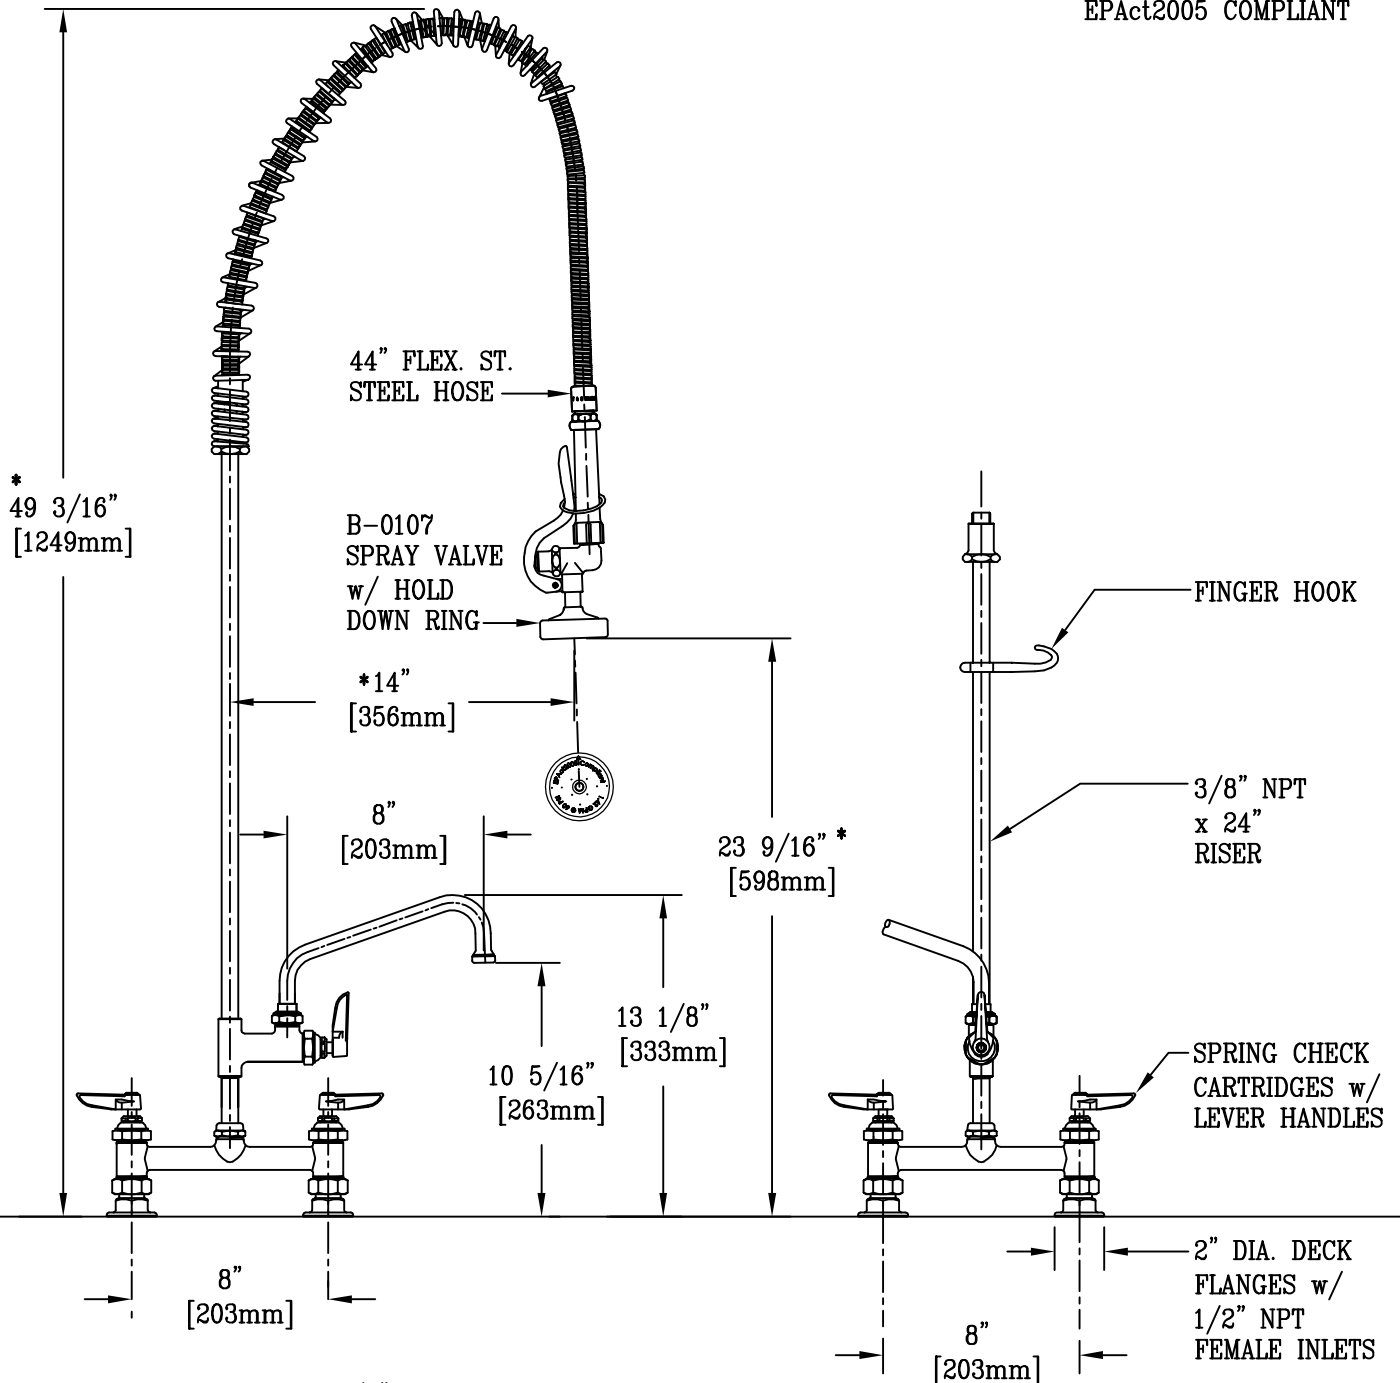 EPAct2005 COMPLIANT
44" FLEX. ST.
STEEL HOSE
*
49 3/16"
[1249mm]
B-0107
SPRAY VALVE
w/ HOLD
DOWN RING
FINGER HOOK
*14"
[356mm]
EPAct2005 Compliant
3/8" NPT
x 24"
RISER
8"
[203mm]
23 9/16" *
[598mm]
13 1/8"
[333mm]
10 5/16"
[263mm]
SPRING CHECK
CARTRIDGES w/
LEVER HANDLES
8"
[203mm]
2" DIA. DECK
FLANGES w/
1/2" NPT
FEMALE INLETS
8"
[203mm]